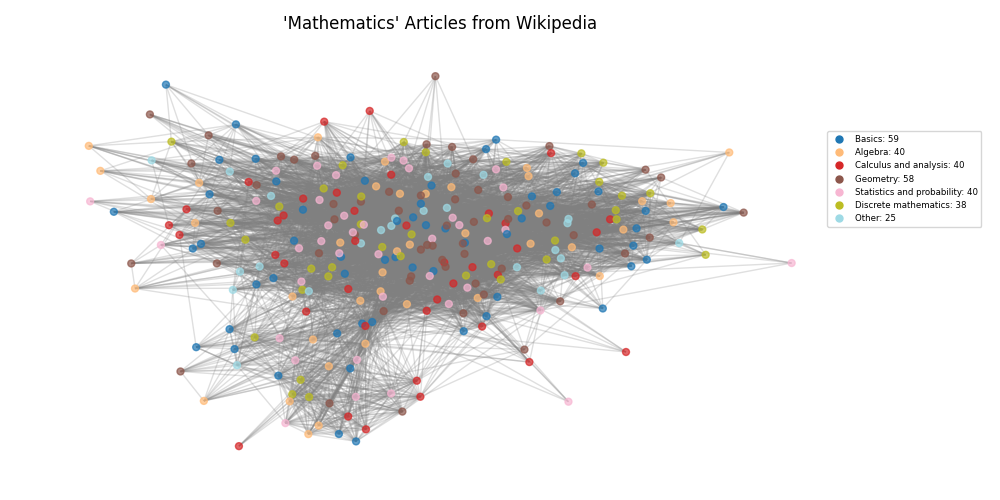 'Mathematics' Articles from Wikipedia
Basics: 59
Algebra: 40
Calculus and analysis: 40
Geometry: 58
Statistics and probability: 40
Discrete mathematics: 38
Other: 25